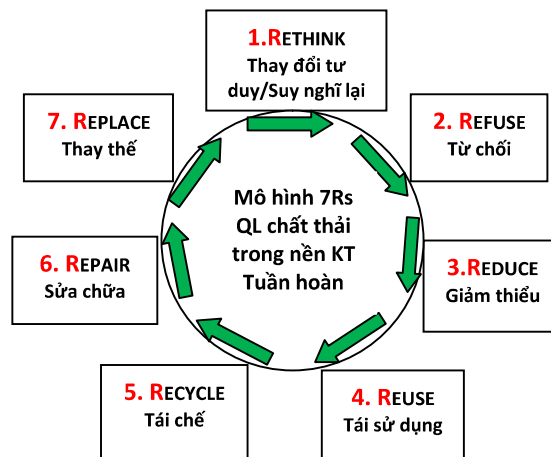 1.RETHINK
Thay đổi tư
duy/Suy nghĩ lại
2. REFUSE
Từ chối
3.REDUCE
Giảm thiểu
4. REUSE
Tái sử dụng
5. RECYCLE
Tái chế
6. REPAIR
Sửa chữa
7. REPLACE
Thay thế
Mô hình 7Rs
QL chất thải
trong nền KT
Tuần hoàn